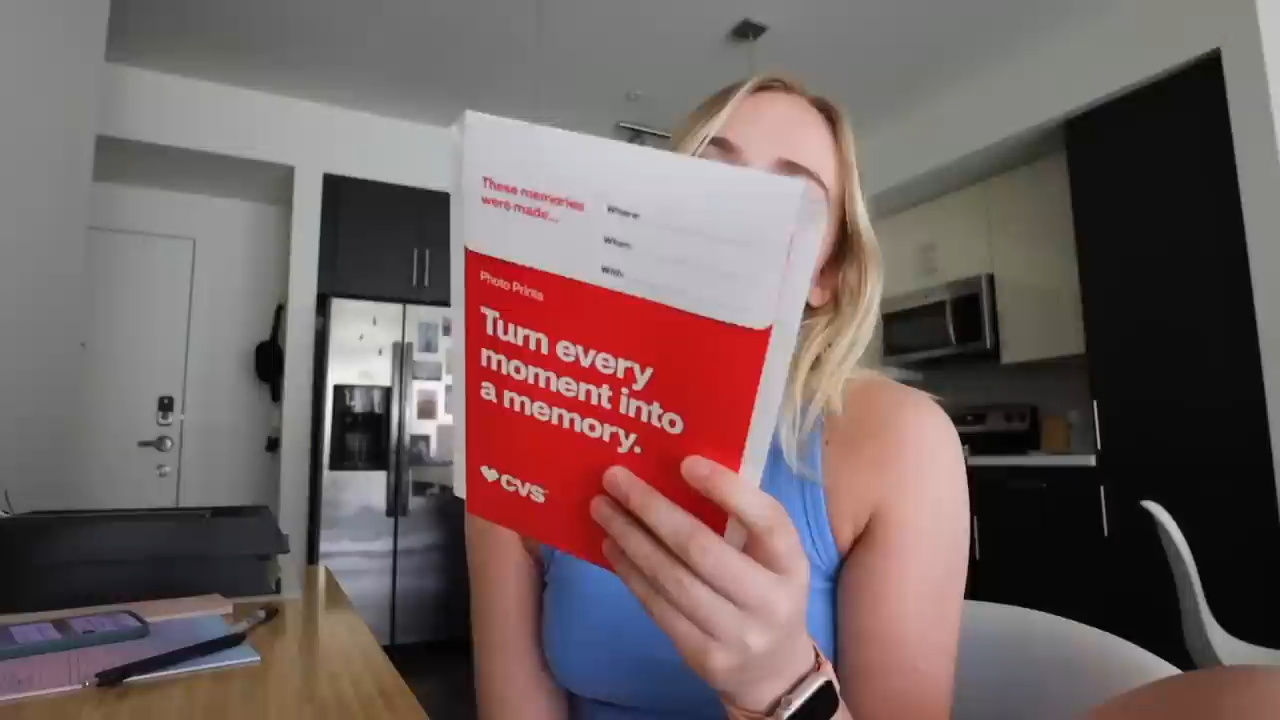 These memories
were made...
Where:
When:
With:
Photo Prints
Turn every
moment into
a memory.
CVS